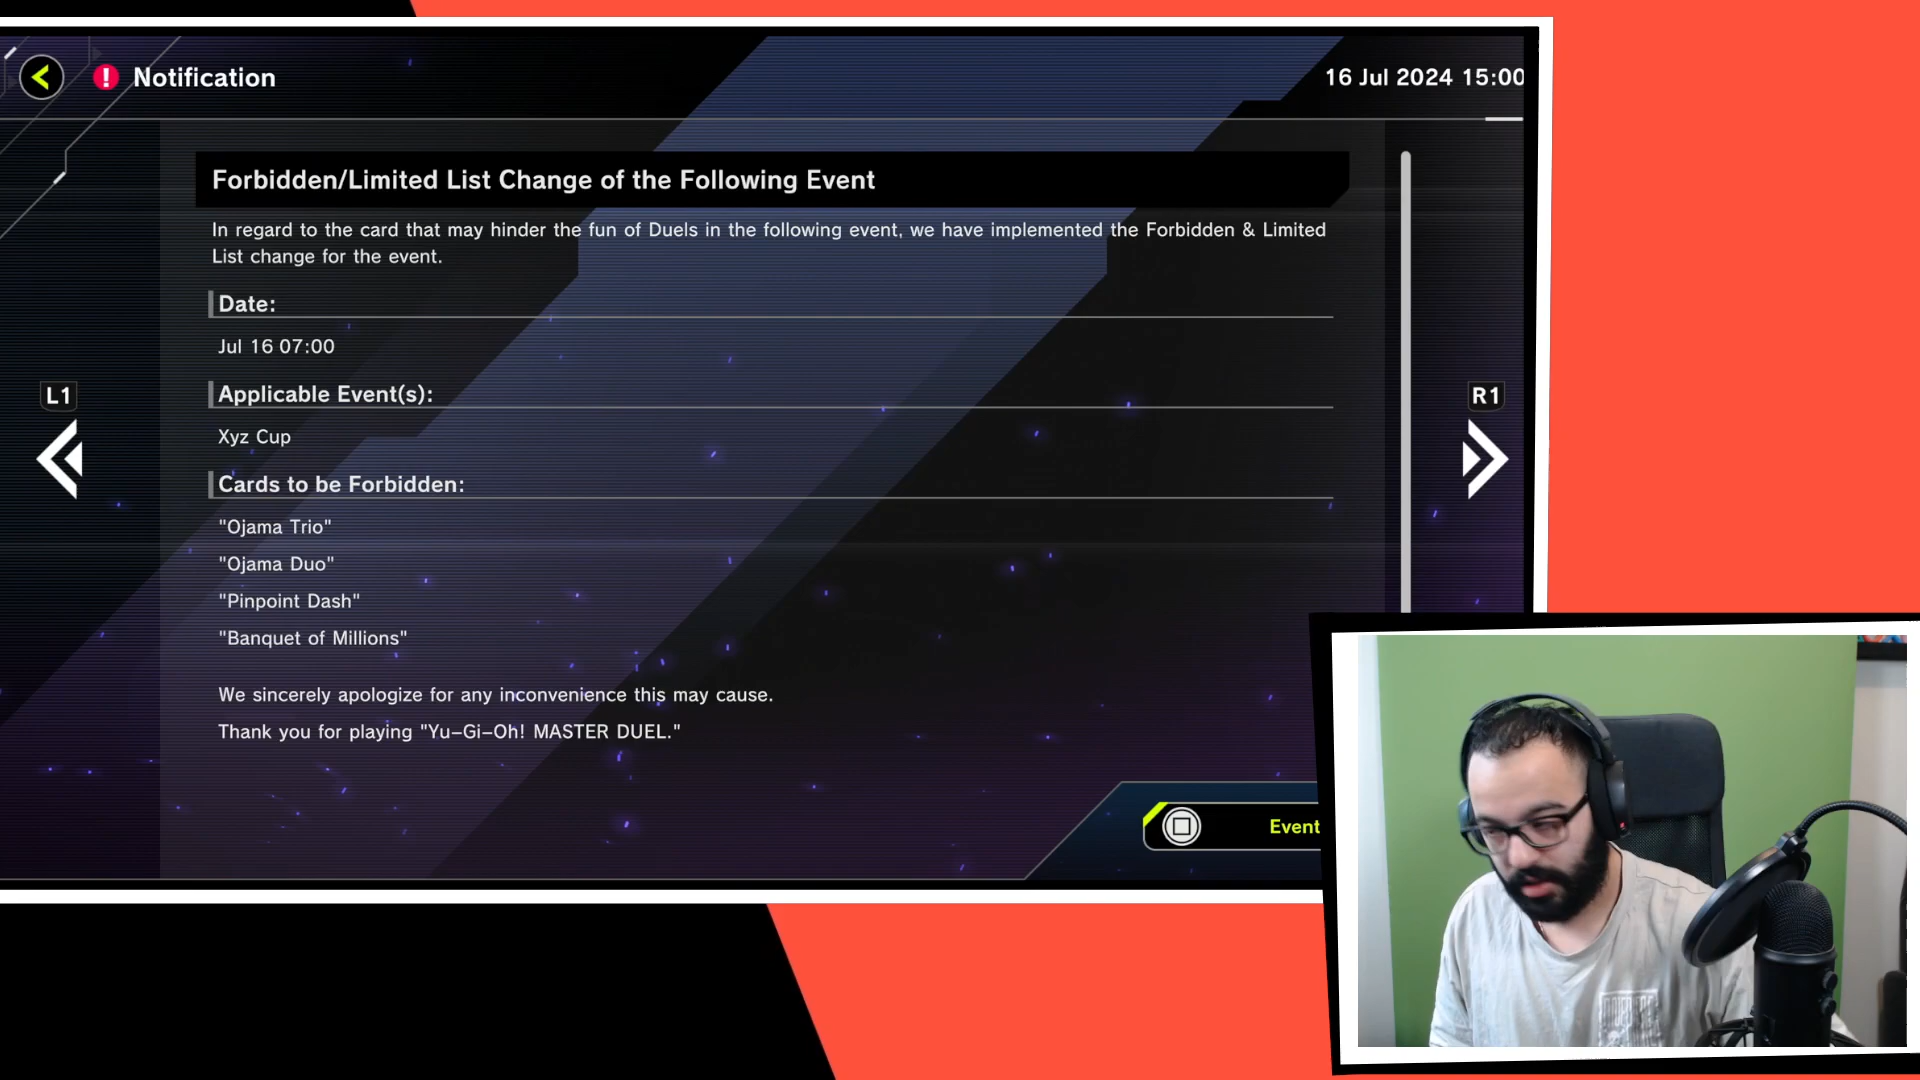 Notification
16 Jul 2024 15:00
Forbidden/Limited List Change of the Following Event
In regard to the card that may hinder the fun of Duels in the following event, we have implemented the Forbidden & Limited
List change for the event.
Date:
Jul 16 07:00
Applicable Event(s):
L1
R1
Xyz Cup
Cards to be Forbidden:
"Ojama Trio"
"Ojama Duo"
"Pinpoint Dash"
"Banquet of Millions"
We sincerely apologize for any inconvenience this may cause.
Thank you for playing "Yu-Gi-Oh! MASTER DUEL."
Event